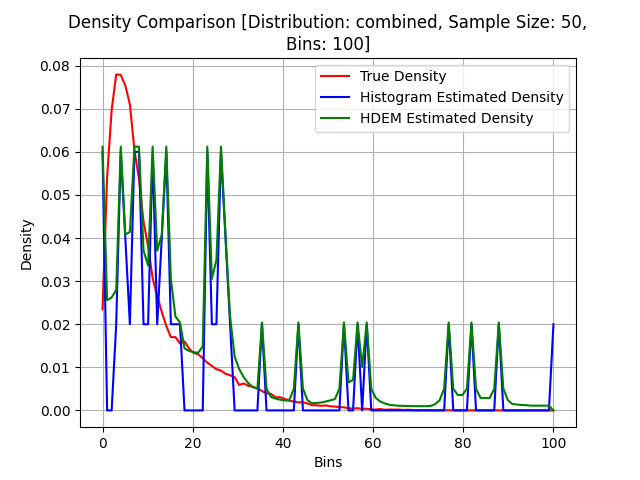 Density Comparison [Distribution: combined, Sample Size: 50,
Bins: 100]
True Density
Histogram Estimated Density
HDEM Estimated Density
Density
0.08
0.07
0.06
0.05
0.04
0.03
0.02
0.01
0.00
0 20 40 60 80 100
Bins